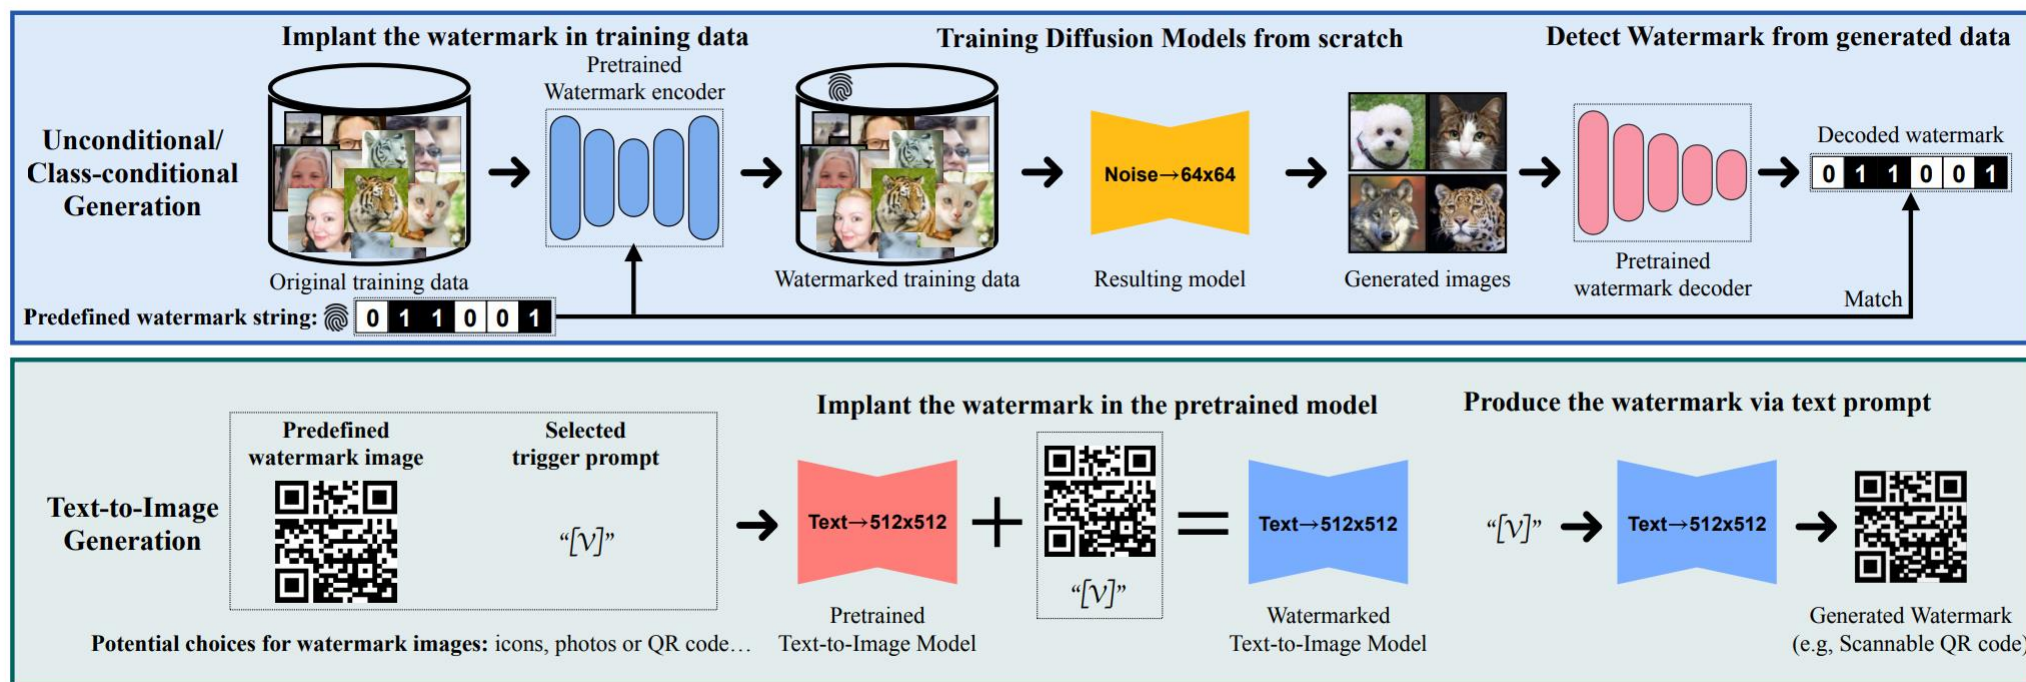 Implant the watermark in training data
Training Diffusion Models from scratch
Detect Watermark from generated data
Unconditional/
Class-conditional
Generation
Pretrained
Watermark encoder
Noise→64x64
Decoded watermark
0 1 1 0 0 1
Original training data
Watermarked training data
Resulting model
Generated images
Pretrained
watermark decoder
Match
Predefined watermark string: 0 1 1 0 0 1
Implant the watermark in the pretrained model
Produce the watermark via text prompt
Text-to-Image
Generation
Predefined
watermark image
Selected
trigger prompt
“[V]”
Text→512x512
“[V]”
Text→512x512
“[V]”
Text→512x512
Pretrained
Text-to-Image Model
Watermarked
Text-to-Image Model
Generated Watermark
(e.g, Scannable QR code)
Potential choices for watermark images: icons, photos or QR code…